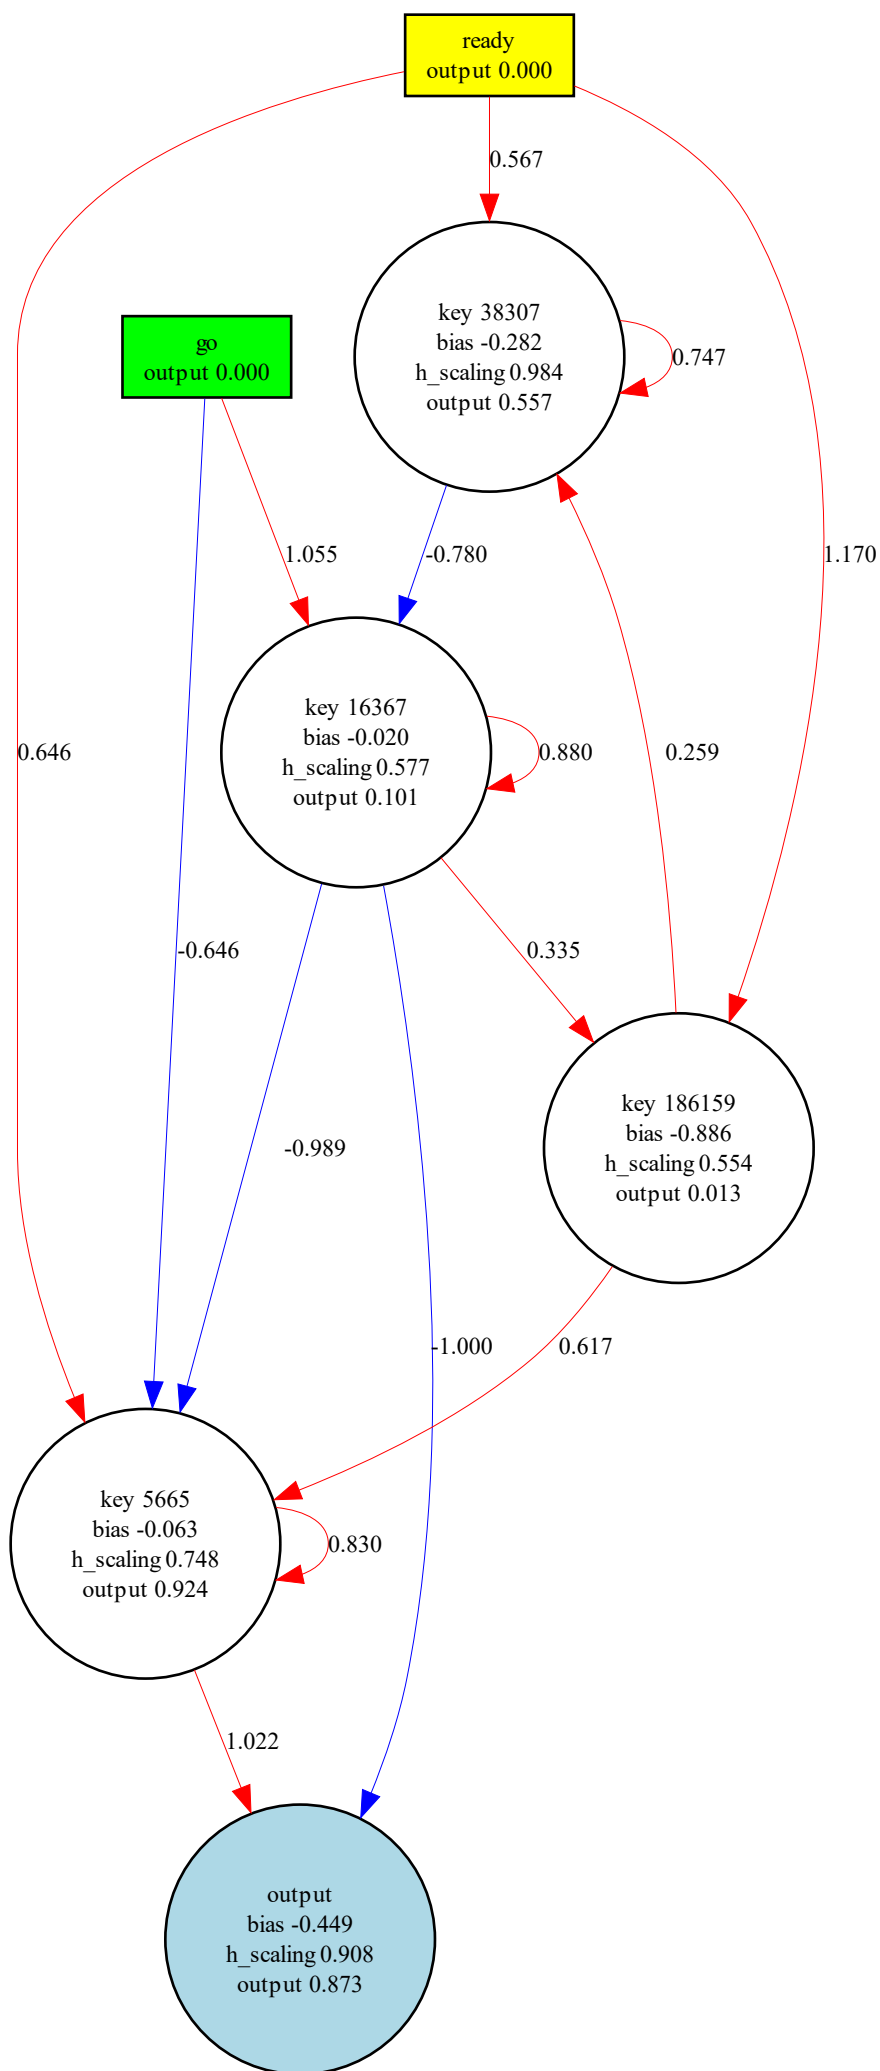 ready
output 0.000
0.567
go
output 0.000
key 38307
bias -0.282
h_scaling 0.984
output 0.557
0.747
1.055
-0.780
1.170
0.646
key 16367
bias -0.020
h_scaling 0.577
output 0.101
0.880
0.259
-0.646
0.335
-0.989
key 186159
bias -0.886
h_scaling 0.554
output 0.013
-1.000
0.617
key 5665
bias -0.063
h_scaling 0.748
output 0.924
0.830
1.022
output
bias -0.449
h_scaling 0.908
output 0.873